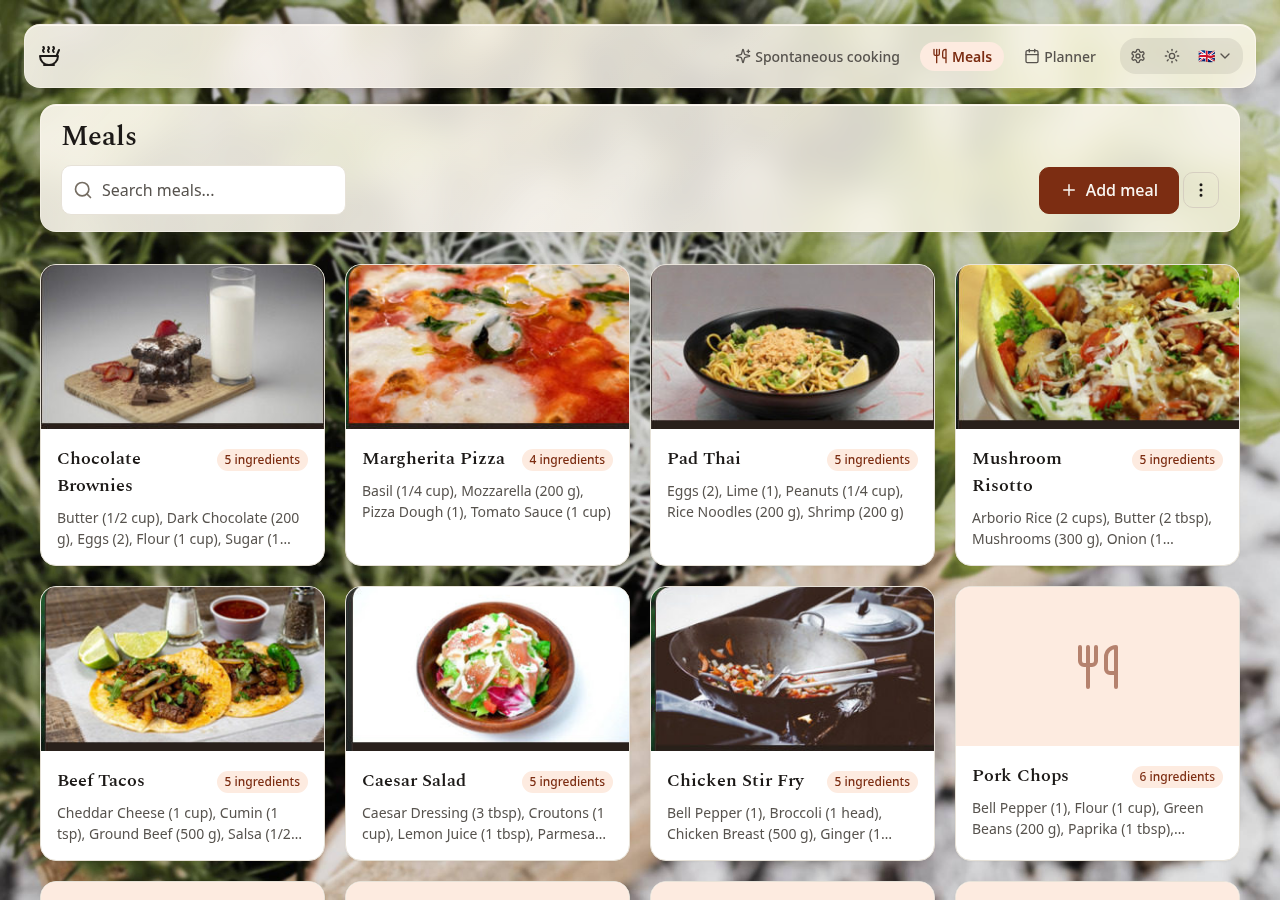 Spontaneous cooking
Meals
Planner
Meals
Search meals...
Add meal
Chocolate
Brownies
5 ingredients
Butter (1/2 cup), Dark Chocolate (200
g), Eggs (2), Flour (1 cup), Sugar (1...
Margherita Pizza
4 ingredients
Basil (1/4 cup), Mozzarella (200 g),
Pizza Dough (1), Tomato Sauce (1 cup)
Pad Thai
5 ingredients
Eggs (2), Lime (1), Peanuts (1/4 cup),
Rice Noodles (200 g), Shrimp (200 g)
Mushroom
Risotto
5 ingredients
Arborio Rice (2 cups), Butter (2 tbsp),
Mushrooms (300 g), Onion (1...
Beef Tacos
5 ingredients
Cheddar Cheese (1 cup), Cumin (1
tsp), Ground Beef (500 g), Salsa (1/2...
Caesar Salad
5 ingredients
Caesar Dressing (3 tbsp), Croutons (1
cup), Lemon Juice (1 tbsp), Parmesa...
Chicken Stir Fry
5 ingredients
Bell Pepper (1), Broccoli (1 head),
Chicken Breast (500 g), Ginger (1...
Pork Chops
6 ingredients
Bell Pepper (1), Flour (1 cup), Green
Beans (200 g), Paprika (1 tbsp),...